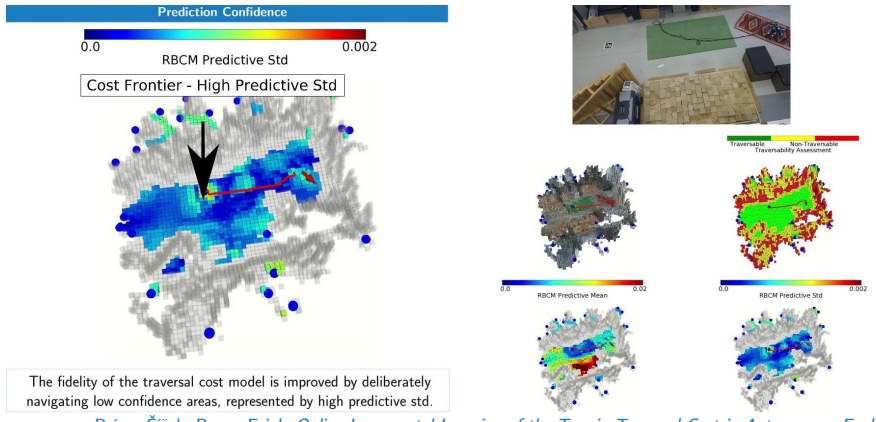 Prediction Confidence
0.0 0.002
RBCM Predictive Std
Cost Frontier - High Predictive Std
The fidelity of the traversal cost model is improved by deliberately
navigating low confidence areas, represented by high predictive std.
Traversable Non-Traversable
Traversability Assessment
0.0 0.02
RBCM Predictive Mean
0.0 0.002
RBCM Predictive Std